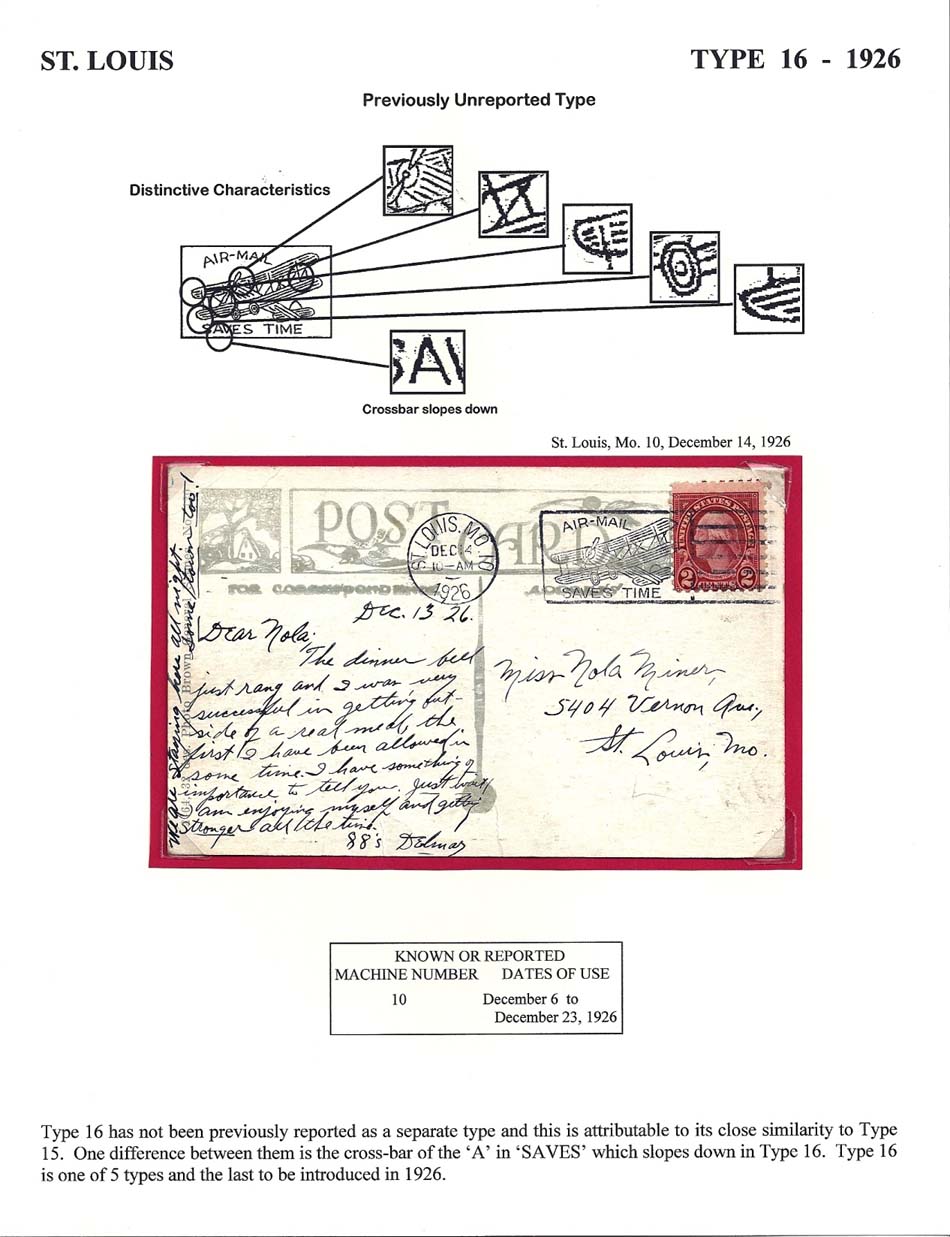 ST. LOUIS
TYPE 16 - 1926
Previously Unreported Type
Distinctive Characteristics
AIR-MAIL
SAVES TIME
SAV
Crossbar slopes down
St. Louis, Mo. 10, December 14, 1926
POST CARD
ST. LOUIS, MO.
DEC 14
10-AM
10
1926
AIR-MAIL
SAVES TIME
UNITED STATES POSTAGE
2 CENTS 2
FOR CORRESPONDENCE
Dec. 13 26.
Dear Nola:
The dinner bell
just rang and I was very
successful in getting out-
side of a real meal, the
first I have been allowed in
some time. I have something of
importance to tell you. Just
am enjoying myself and getting
stronger all the time.
88's Delmar
We are staying here all night.
Some town too!
Miss Nola Miner,
5404 Vernon Ave.,
St. Louis, Mo.
KNOWN OR REPORTED
MACHINE NUMBER DATES OF USE
10 December 6 to
December 23, 1926
Type 16 has not been previously reported as a separate type and this is attributable to its close similarity to Type
15. One difference between them is the cross-bar of the ‘A’ in ‘SAVES’ which slopes down in Type 16. Type 16
is one of 5 types and the last to be introduced in 1926.